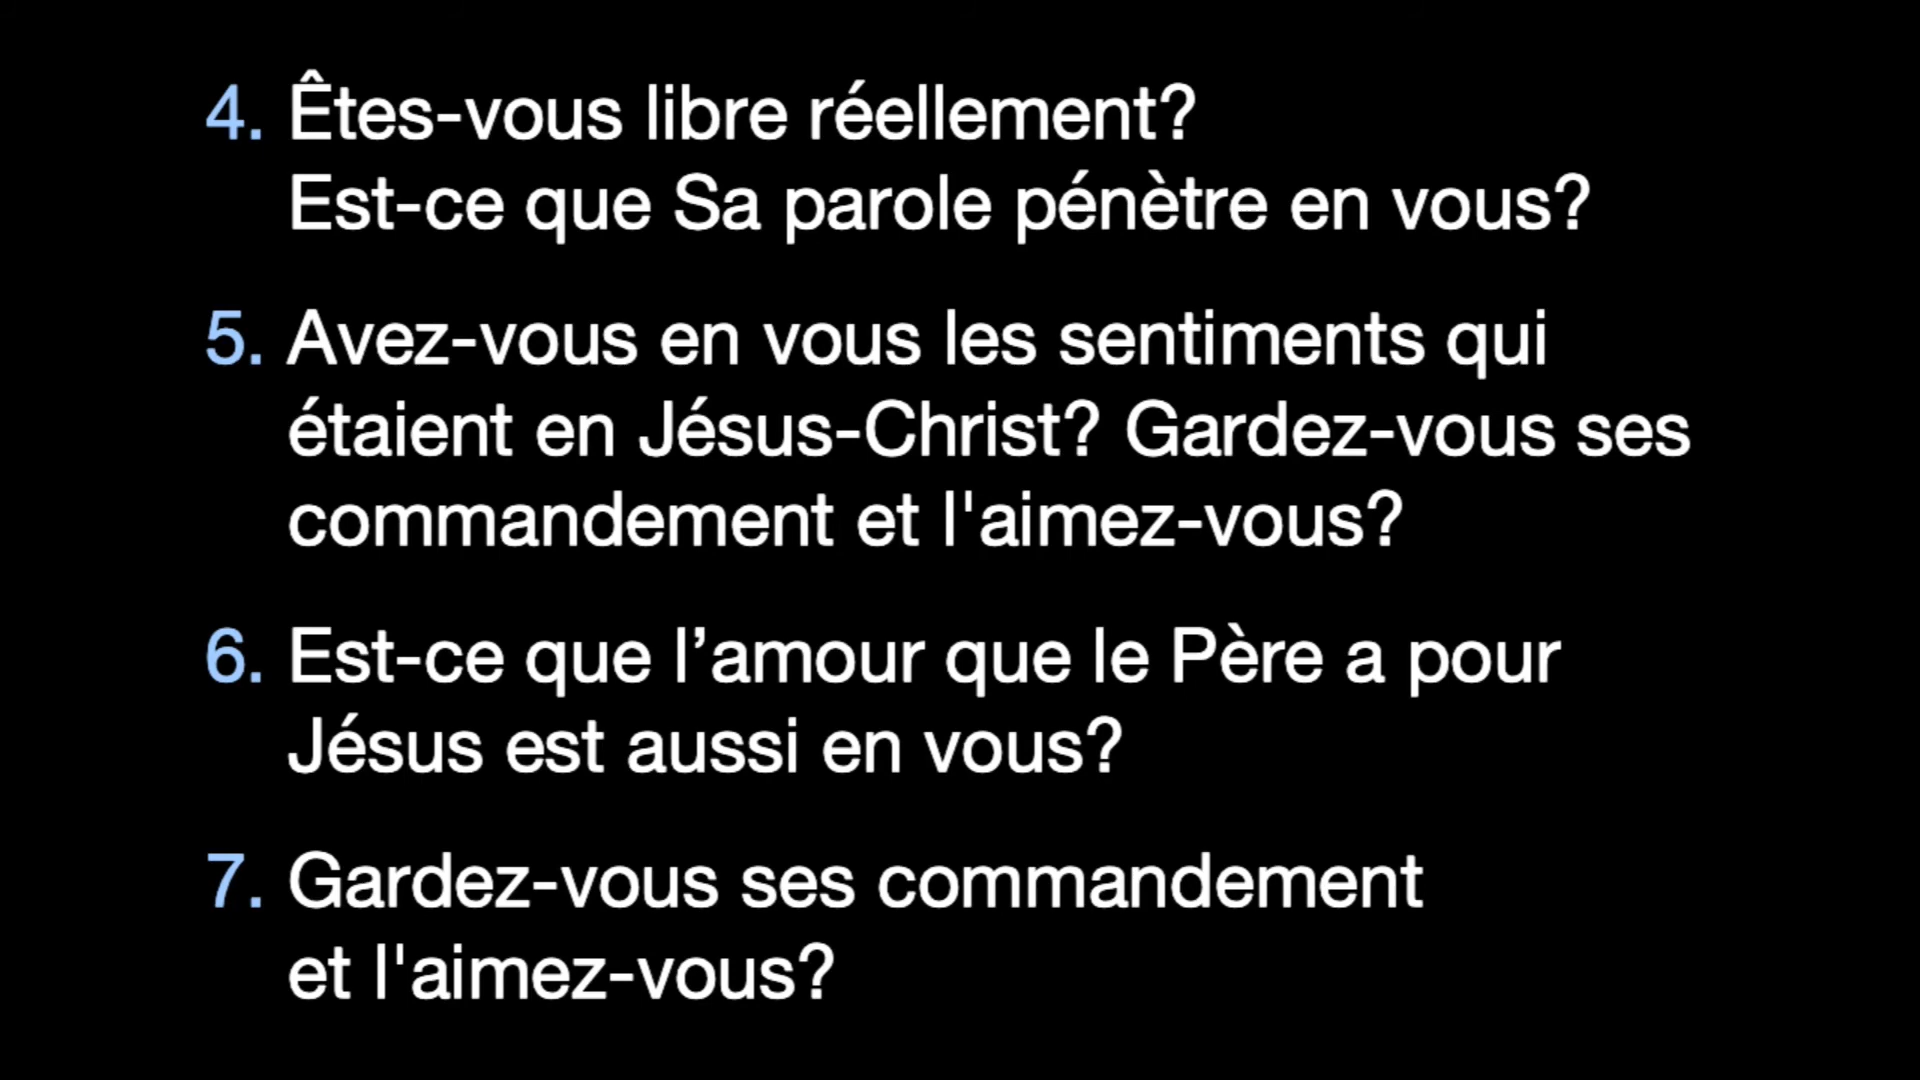 4. Êtes-vous libre réellement?
Est-ce que Sa parole pénètre en vous?
5. Avez-vous en vous les sentiments qui
étaient en Jésus-Christ? Gardez-vous ses
commandement et l'aimez-vous?
6. Est-ce que l’amour que le Père a pour
Jésus est aussi en vous?
7. Gardez-vous ses commandement
et l'aimez-vous?